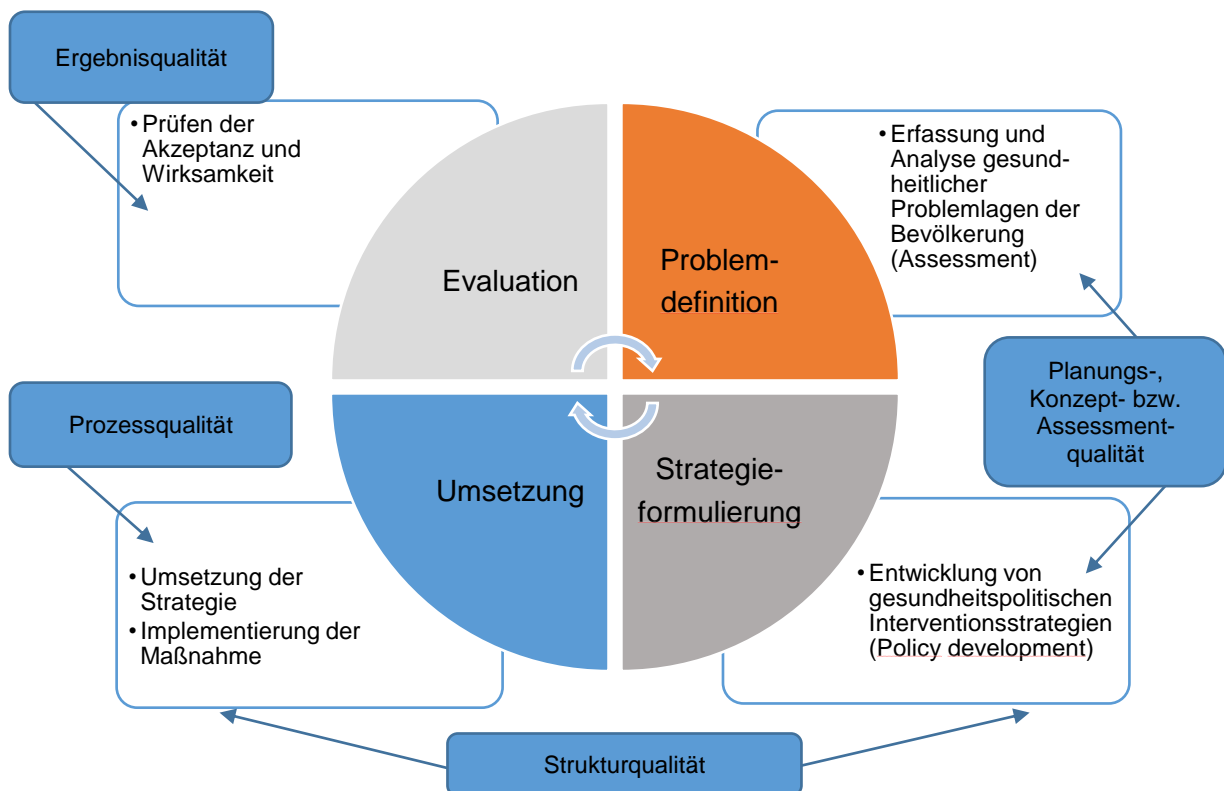 Ergebnisqualität
• Prüfen der
Akzeptanz und
Wirksamkeit
Evaluation
Problem-
definition
• Erfassung und
Analyse gesund-
heitlicher
Problemlagen der
Bevölkerung
(Assessment)
Planungs-,
Konzept- bzw.
Assessment-
qualität
Prozessqualität
Umsetzung
Strategie-
formulierung
• Umsetzung der
Strategie
• Implementierung der
Maßnahme
• Entwicklung von
gesundheitspolitischen
Interventionsstrategien
(Policy development)
Strukturqualität